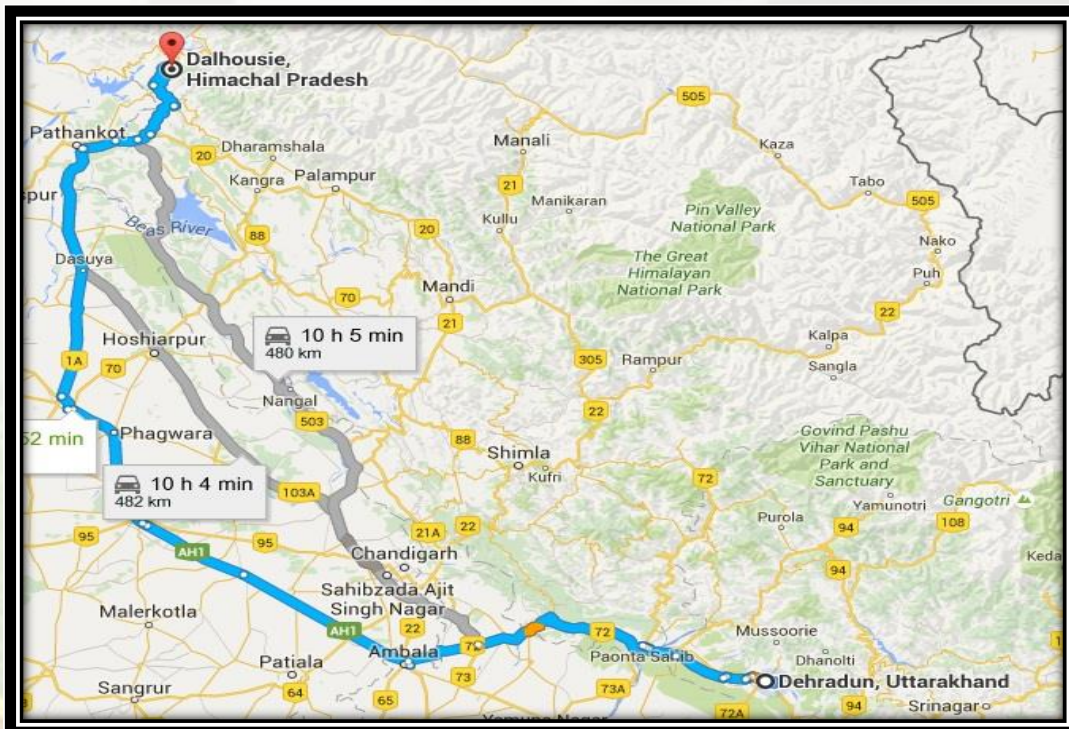 Dalhousie,
Himachal Pradesh
505
Pathankot
Manali
Kaza
20
Dharamshala
Kangra
Palampur
21
Manikaran
Tabo
505
spur
Beas River
88
Kullu
20
Pin Valley
National Park
Nako
Dasuya
The Great
Himalayan
National Park
Puh
70
Mandi
21
22
10 h 5 min
480 km
Hoshiarpur
1A
70
305
Rampur
Kalpa
Sangla
Nangal
503
22
52 min
Phagwara
88
Shimla
Kufri
Govind Pashu
Vihar National
Park and
Sanctuary
10 h 4 min
482 km
103A
72
Yamunotri
Gangotri
Purola
94
108
95
95
21A
22
AH1
Chandigarh
94
Keda
Sahibzada Ajit
Singh Nagar
Malerkotla
AH1
22
72
Mussoorie
Ambala
Paonta Sahib
Dhanolti
Patiala
73
Dehradun, Uttarakhand
Sangrur
64
65
73A
72A
94
Srinagar
Yamuna Nagar